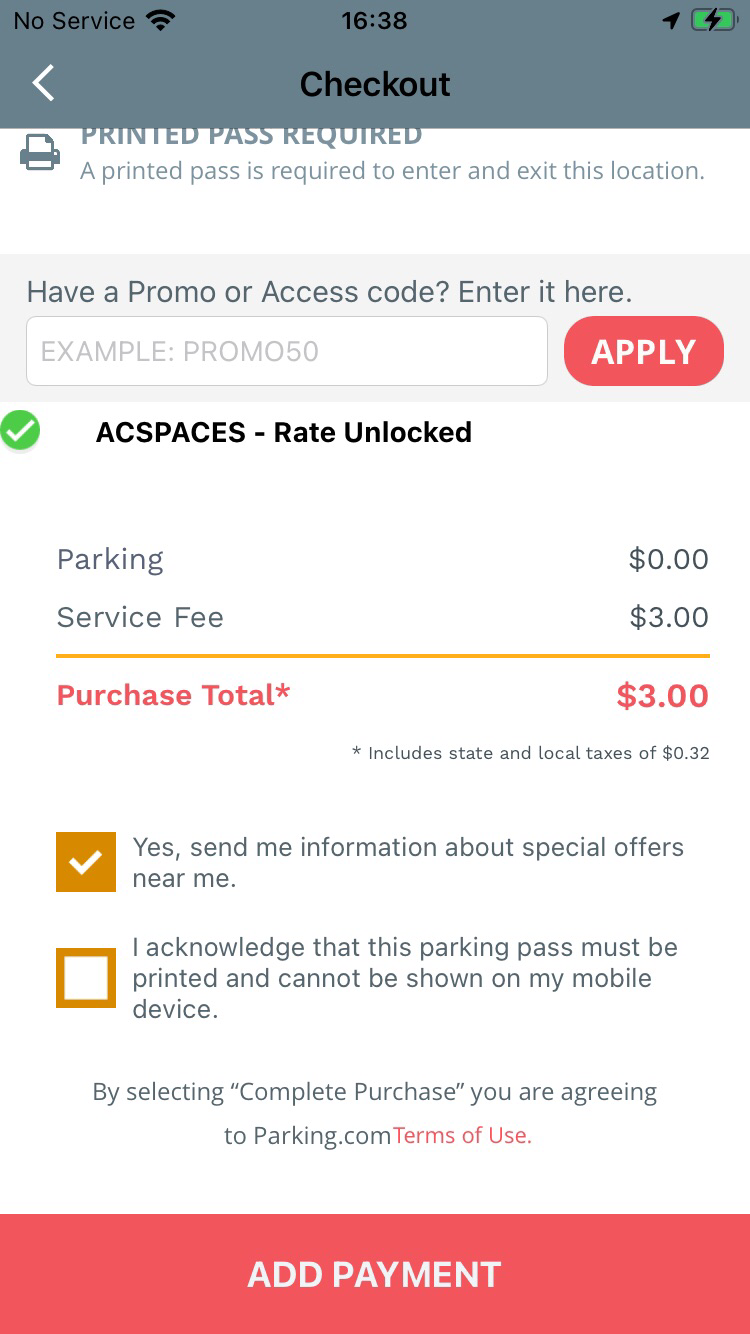 No Service 16:38
Checkout
PRINTED PASS REQUIRED
A printed pass is required to enter and exit this location.
Have a Promo or Access code? Enter it here.
EXAMPLE: PROMO50 APPLY
ACSPACES - Rate Unlocked
Parking $0.00
Service Fee $3.00
Purchase Total* $3.00
* Includes state and local taxes of $0.32
Yes, send me information about special offers
near me.
I acknowledge that this parking pass must be
printed and cannot be shown on my mobile
device.
By selecting “Complete Purchase” you are agreeing
to Parking.comTerms of Use.
ADD PAYMENT